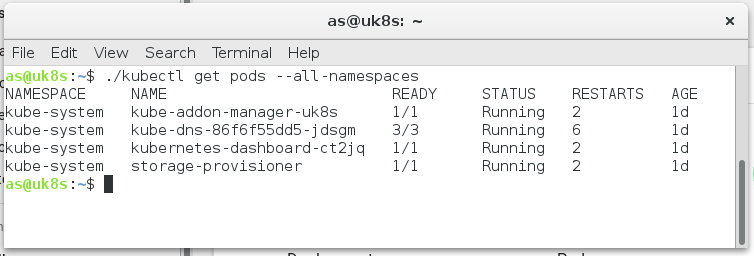 as@uk8s: ~
File Edit View Search Terminal Help
as@uk8s:~$ ./kubectl get pods --all-namespaces
NAMESPACE NAME READY STATUS RESTARTS AGE
kube-system kube-addon-manager-uk8s 1/1 Running 2 1d
kube-system kube-dns-86f6f55dd5-jdsgm 3/3 Running 6 1d
kube-system kubernetes-dashboard-ct2jq 1/1 Running 2 1d
kube-system storage-provisioner 1/1 Running 2 1d
as@uk8s:~$